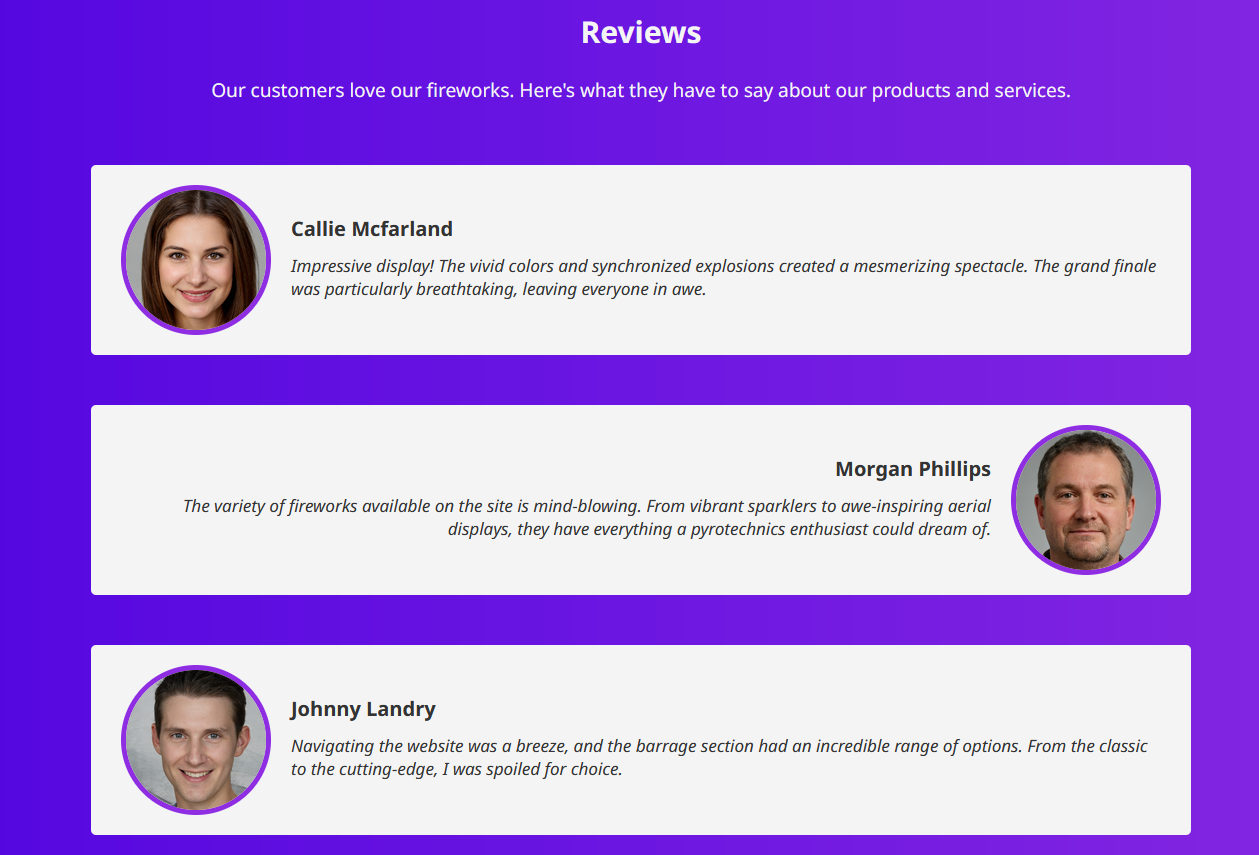 Reviews
Our customers love our fireworks. Here's what they have to say about our products and services.
Callie Mcfarland
Impressive display! The vivid colors and synchronized explosions created a mesmerizing spectacle. The grand finale
was particularly breathtaking, leaving everyone in awe.
Morgan Phillips
The variety of fireworks available on the site is mind-blowing. From vibrant sparklers to awe-inspiring aerial
displays, they have everything a pyrotechnics enthusiast could dream of.
Johnny Landry
Navigating the website was a breeze, and the barrage section had an incredible range of options. From the classic
to the cutting-edge, I was spoiled for choice.